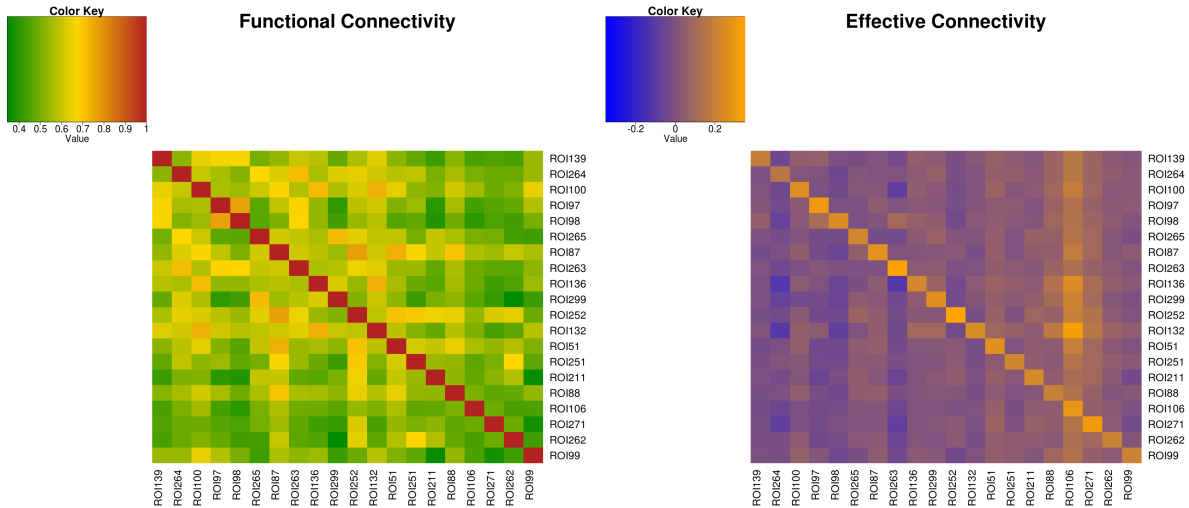 Color Key
Functional Connectivity
0.4 0.5 0.6 0.7 0.8 0.9 1
Value
ROI139
ROI264
ROI100
ROI97
ROI98
ROI265
ROI87
ROI263
ROI136
ROI299
ROI252
ROI132
ROI51
ROI251
ROI211
ROI88
ROI106
ROI271
ROI262
ROI99
ROI139 ROI264 ROI100 ROI97 ROI98 ROI265 ROI87 ROI263 ROI136 ROI299 ROI252 ROI132 ROI51 ROI251 ROI211 ROI88 ROI106 ROI271 ROI262 ROI99
Color Key
Effective Connectivity
-0.2 0 0.2
Value
ROI139
ROI264
ROI100
ROI97
ROI98
ROI265
ROI87
ROI263
ROI136
ROI299
ROI252
ROI132
ROI51
ROI251
ROI211
ROI88
ROI106
ROI271
ROI262
ROI99
ROI139 ROI264 ROI100 ROI97 ROI98 ROI265 ROI87 ROI263 ROI136 ROI299 ROI252 ROI132 ROI51 ROI251 ROI211 ROI88 ROI106 ROI271 ROI262 ROI99